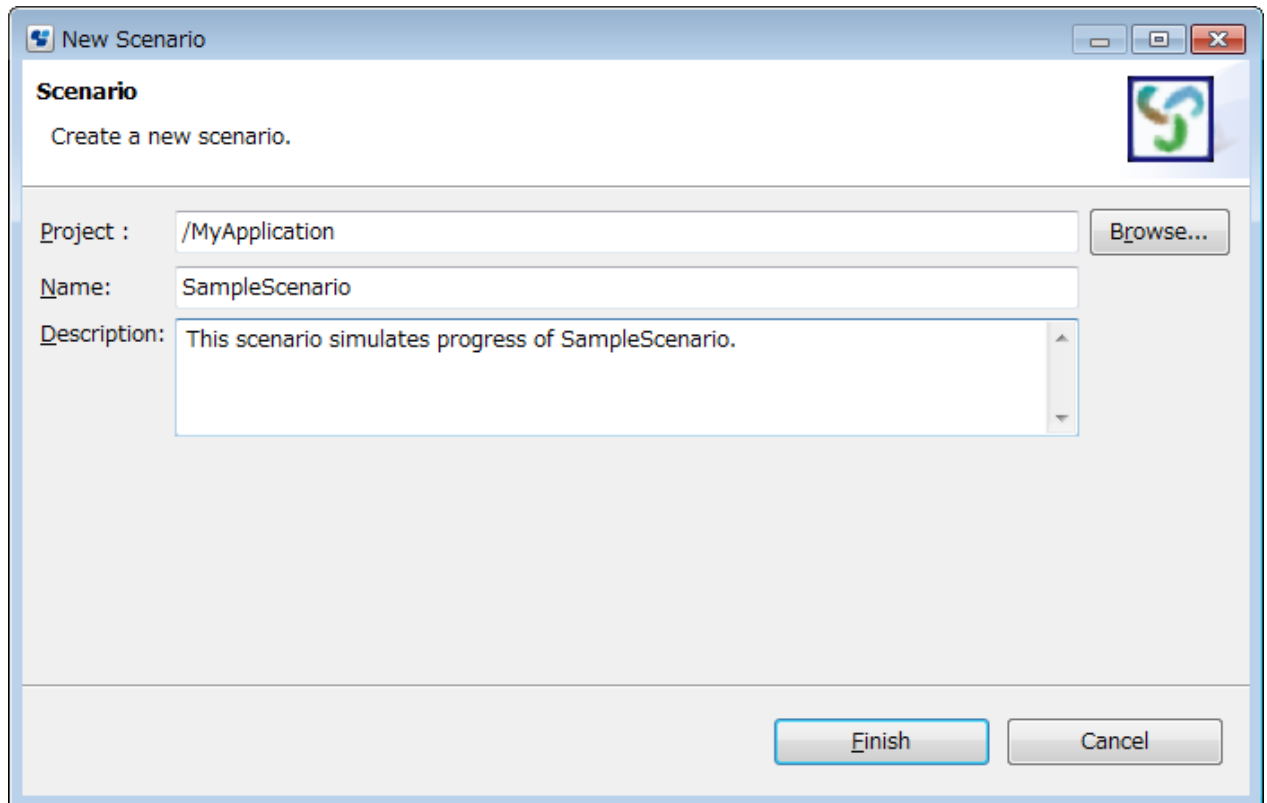 New Scenario
Scenario
Create a new scenario.
Project :
/MyApplication
Browse...
Name:
SampleScenario
Description:
This scenario simulates progress of SampleScenario.
Finish
Cancel